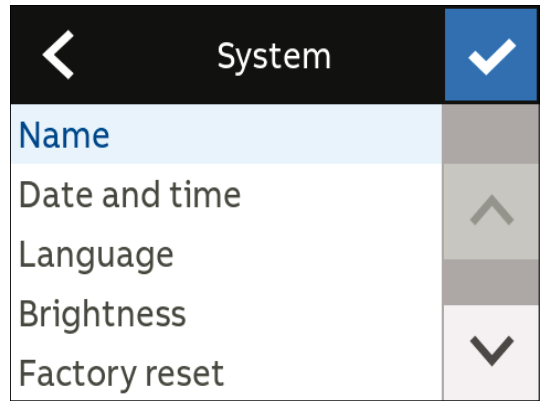 System
Name
Date and time
Language
Brightness
Factory reset